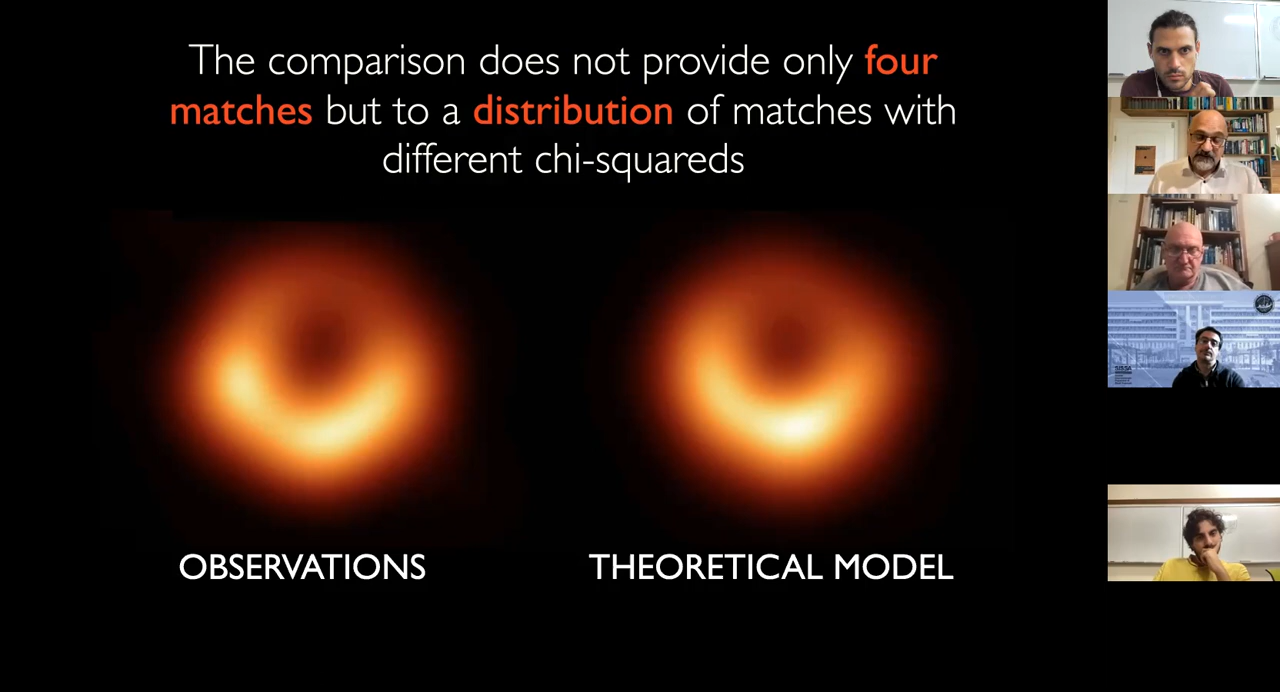 The comparison does not provide only four
matches but to a distribution of matches with
different chi-squareds
OBSERVATIONS
THEORETICAL MODEL
SISSA